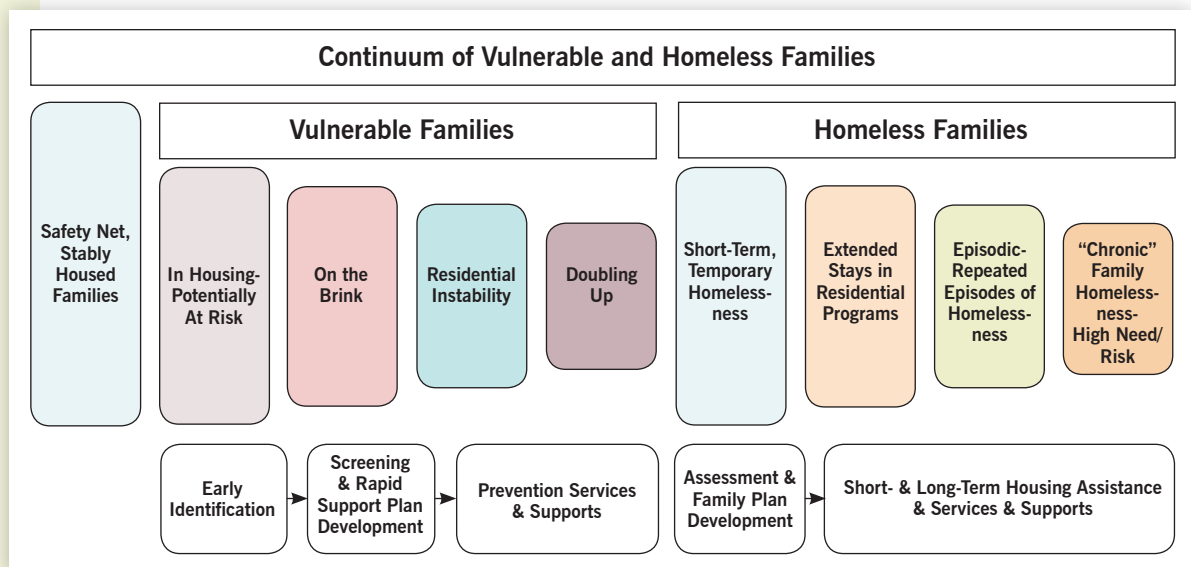 Continuum of Vulnerable and Homeless Families
Vulnerable Families
Homeless Families
Safety Net,
Stably
Housed
Families
In Housing-
Potentially
At Risk
On the
Brink
Residential
Instability
Doubling
Up
Short-Term,
Temporary
Homeless-
ness
Extended
Stays in
Residential
Programs
Episodic-
Repeated
Episodes of
Homeless-
ness
“Chronic”
Family
Homeless-
ness-
High Need/
Risk
Early
Identification
Screening
& Rapid
Support Plan
Development
Prevention Services
& Supports
Assessment &
Family Plan
Development
Short- & Long-Term Housing Assistance
& Services & Supports